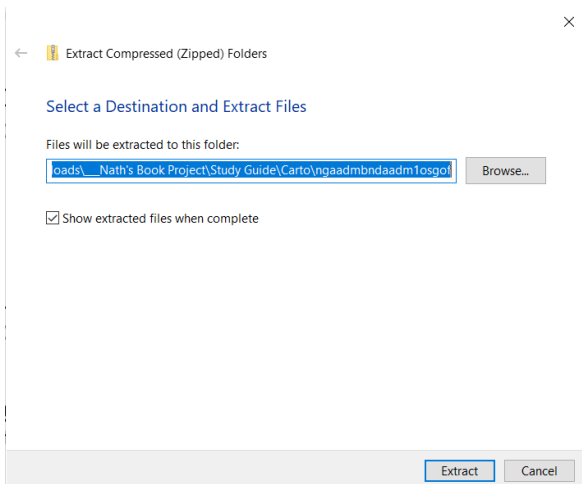 Extract Compressed (Zipped) Folders
Select a Destination and Extract Files
Files will be extracted to this folder:
oads\___Nath's Book Project\Study Guide\Carto\ngaadmbndaadm1osgof
Browse...
Show extracted files when complete
Extract
Cancel